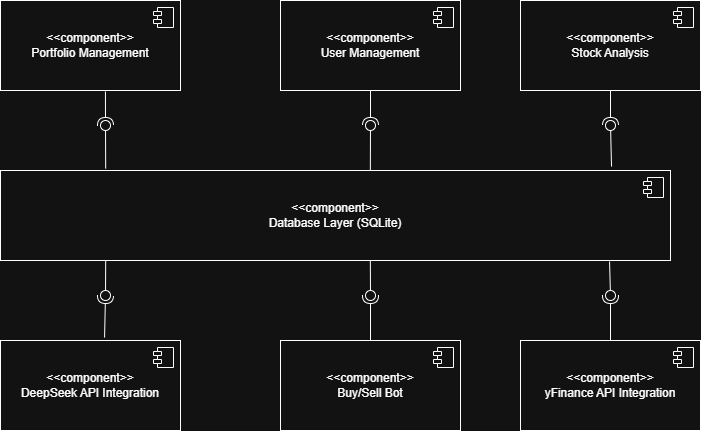 <<component>>
Portfolio Management
<<component>>
User Management
<<component>>
Stock Analysis
<<component>>
Database Layer (SQLite)
<<component>>
DeepSeek API Integration
<<component>>
Buy/Sell Bot
<<component>>
yFinance API Integration